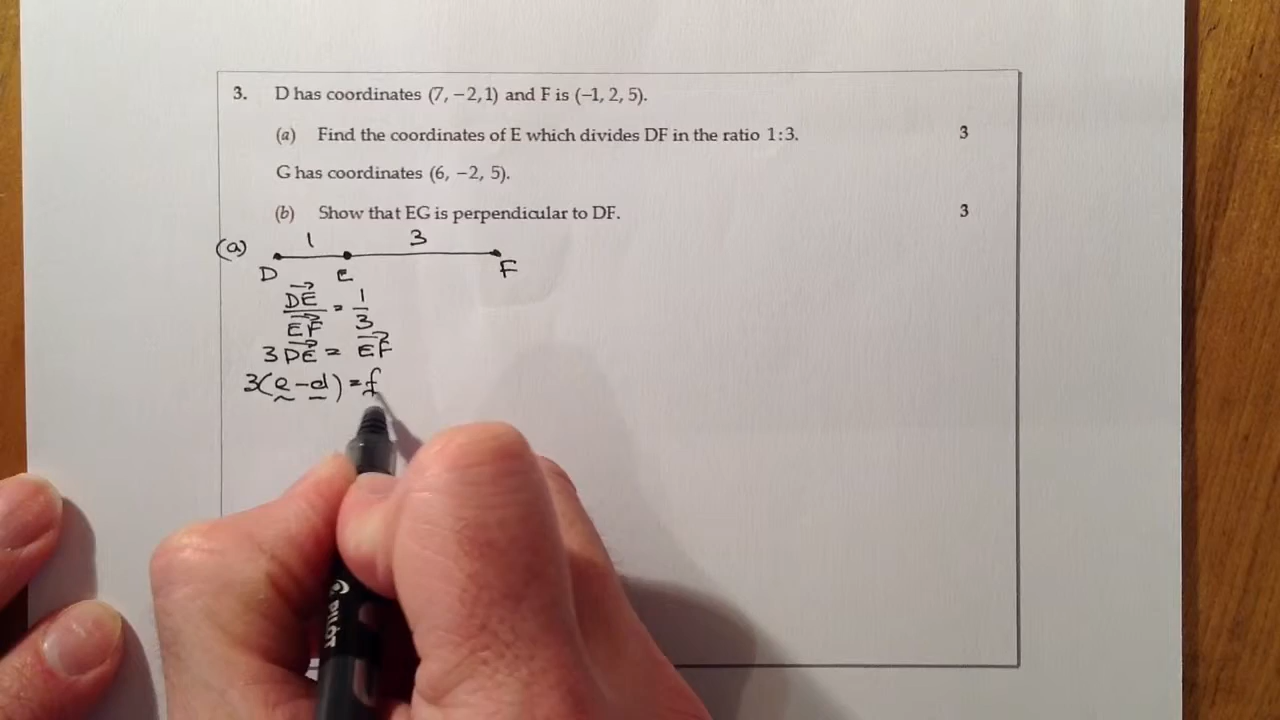 3. D has coordinates (7, −2, 1) and F is (−1, 2, 5).
(a) Find the coordinates of E which divides DF in the ratio 1:3. 3
G has coordinates (6, −2, 5).
(b) Show that EG is perpendicular to DF. 3
(a) 1 3
D E F
DE/EF = 1/3
3DE = EF
3(e-d) = f
PILOT